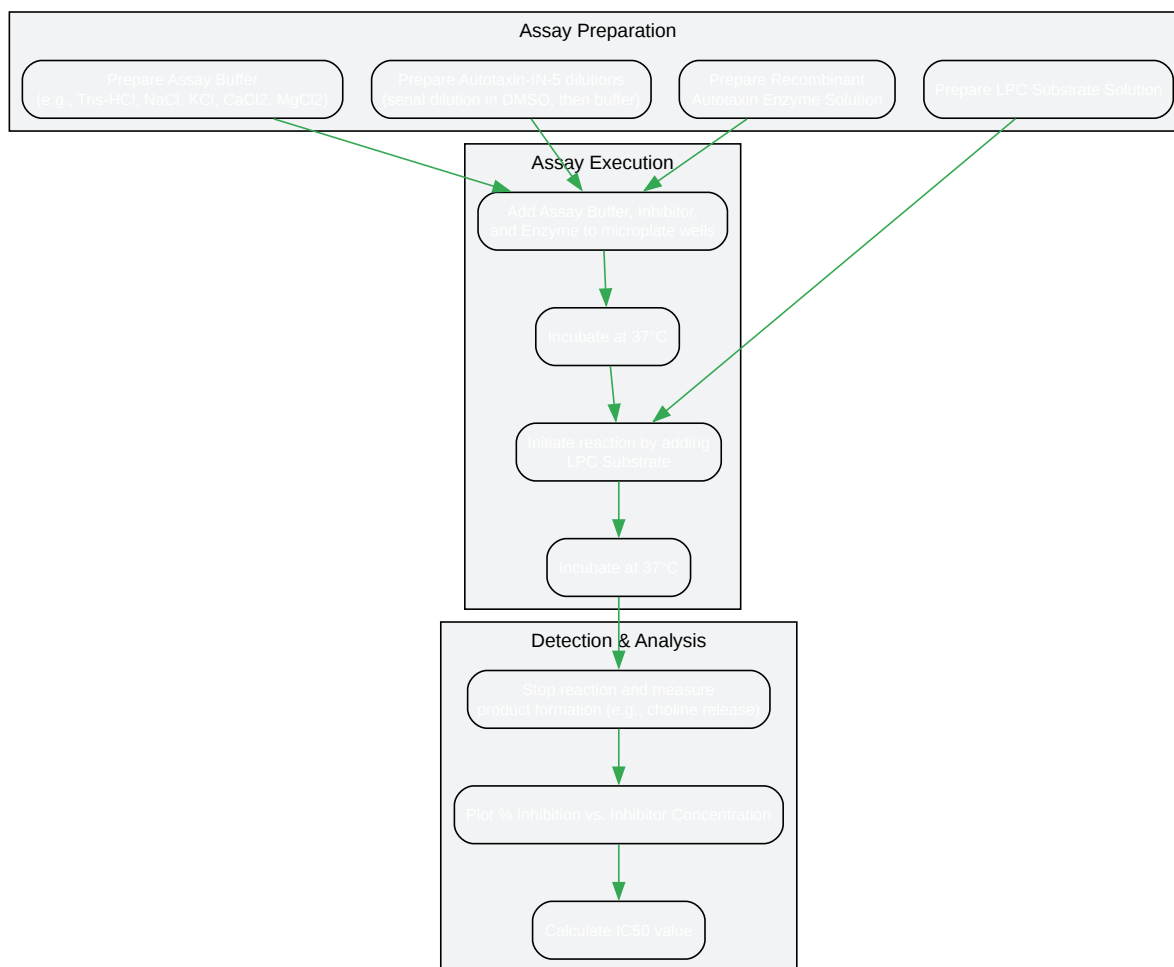 Assay Preparation
Prepare Assay Buffer
(e.g., Tris-HCl, NaCl, KCl, CaCl2, MgCl2)
Prepare Autotaxin-IN-5 dilutions
(serial dilution in DMSO, then buffer)
Prepare Recombinant
Autotaxin Enzyme Solution
Prepare LPC Substrate Solution
Assay Execution
Add Assay Buffer, Inhibitor,
and Enzyme to microplate wells
Incubate at 37°C
Initiate reaction by adding
LPC Substrate
Incubate at 37°C
Detection & Analysis
Stop reaction and measure
product formation (e.g., choline release)
Plot % Inhibition vs. Inhibitor Concentration
Calculate IC50 value